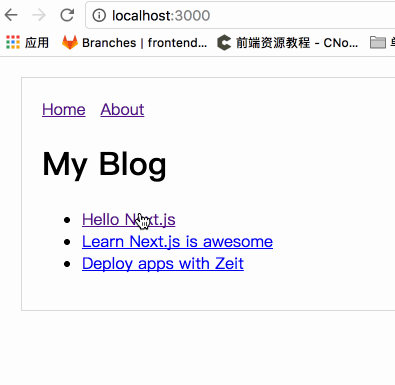 localhost:3000
应用 Branches | frontend... 前端资源教程 - CNo...
Home About
My Blog
Hello Next.js
Learn Next.js is awesome
Deploy apps with Zeit